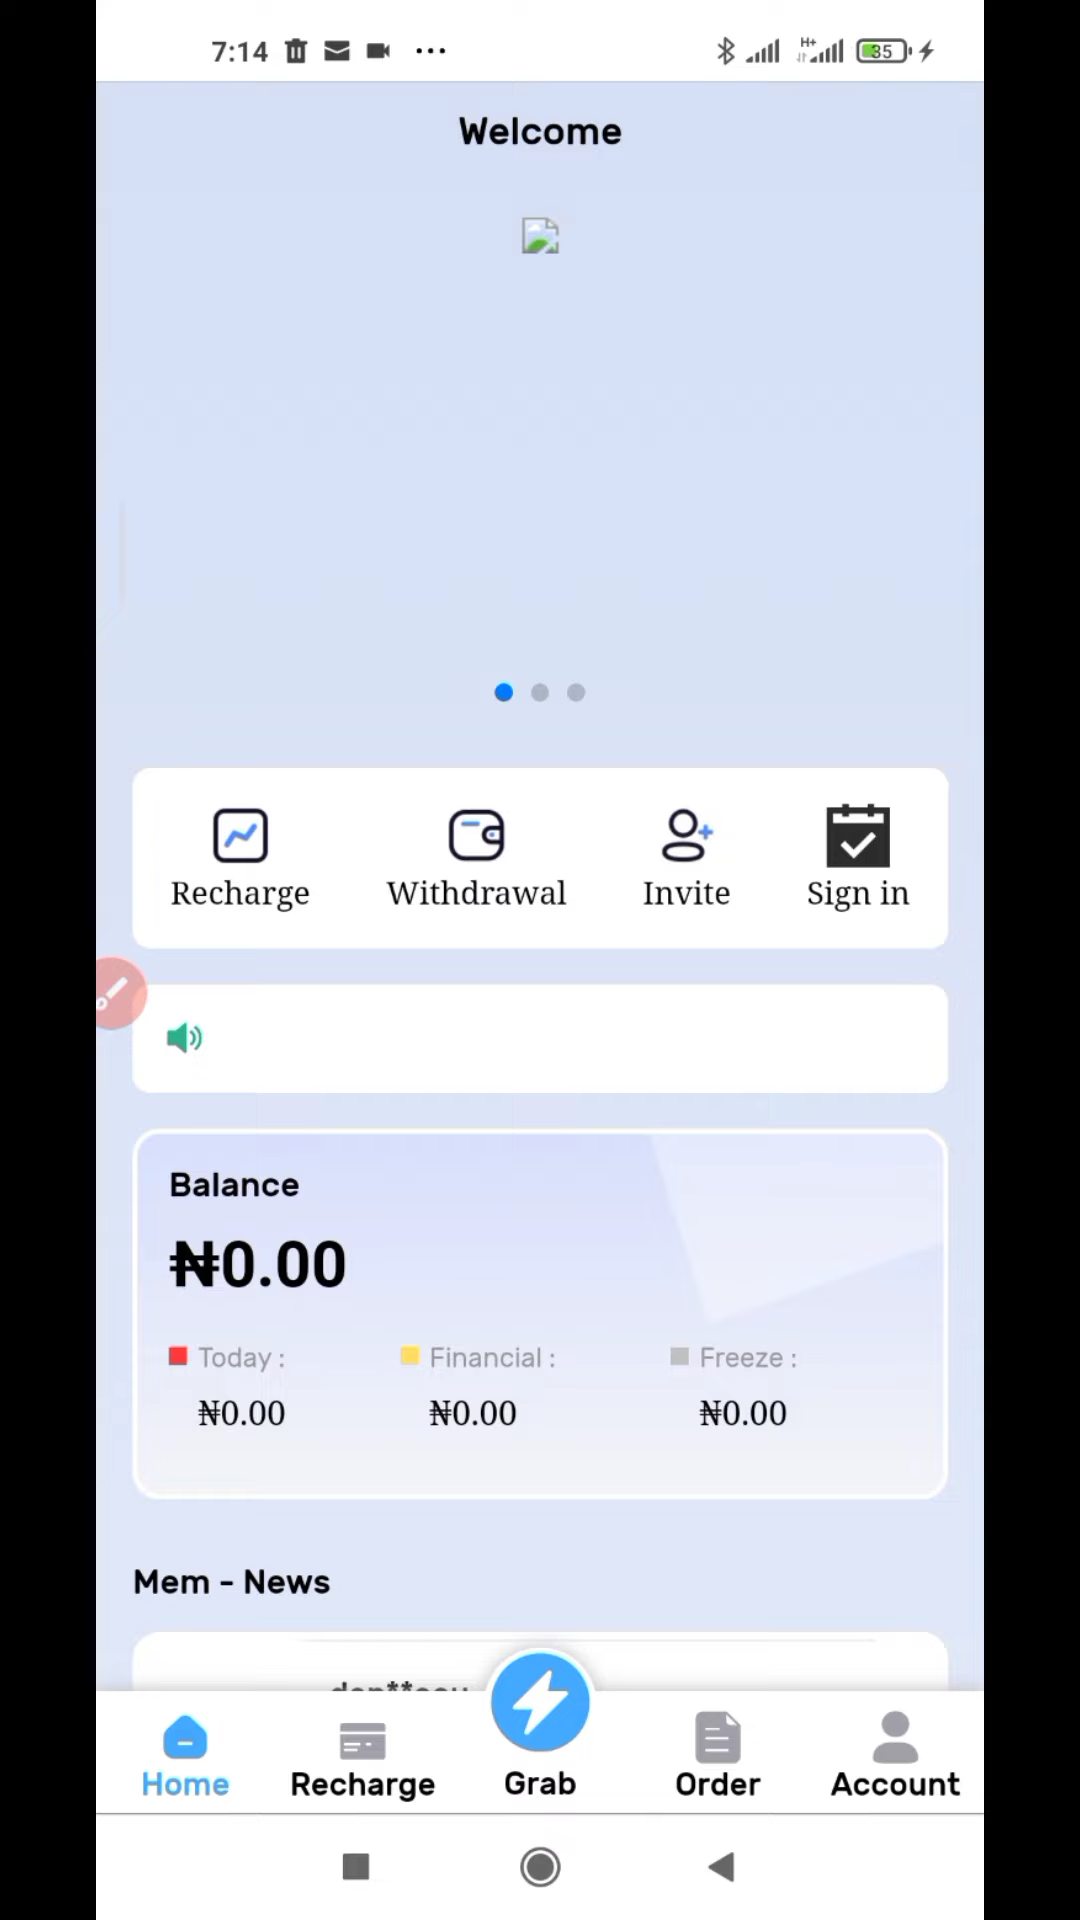 7:14
H+
35
Welcome
Recharge
Withdrawal
Invite
Sign in
Balance
₦0.00
Today :
Financial :
Freeze :
₦0.00
₦0.00
₦0.00
Mem - News
Home
Recharge
Grab
Order
Account